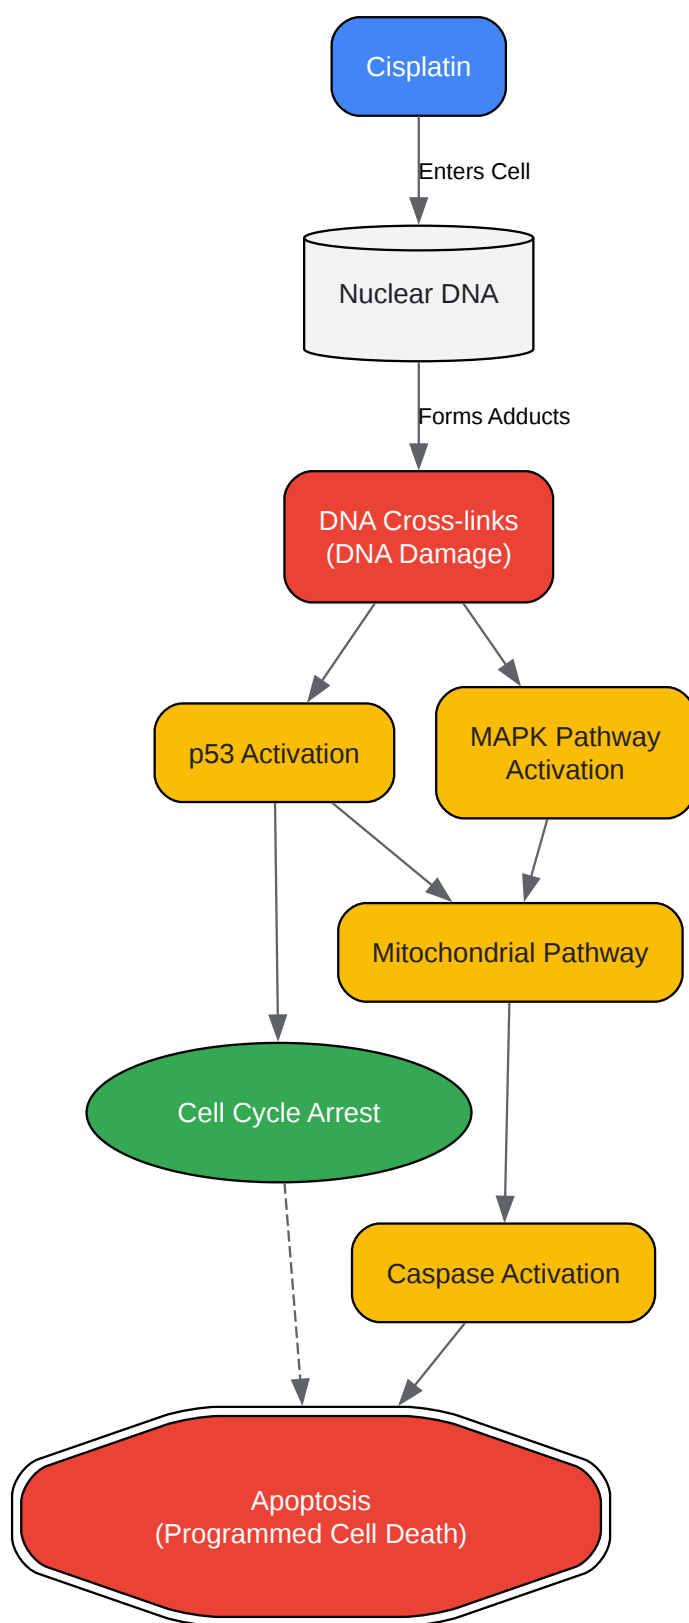 Cisplatin
Enters Cell
Nuclear DNA
Forms Adducts
DNA Cross-links
(DNA Damage)
p53 Activation
MAPK Pathway
Activation
Mitochondrial Pathway
Cell Cycle Arrest
Caspase Activation
Apoptosis
(Programmed Cell Death)